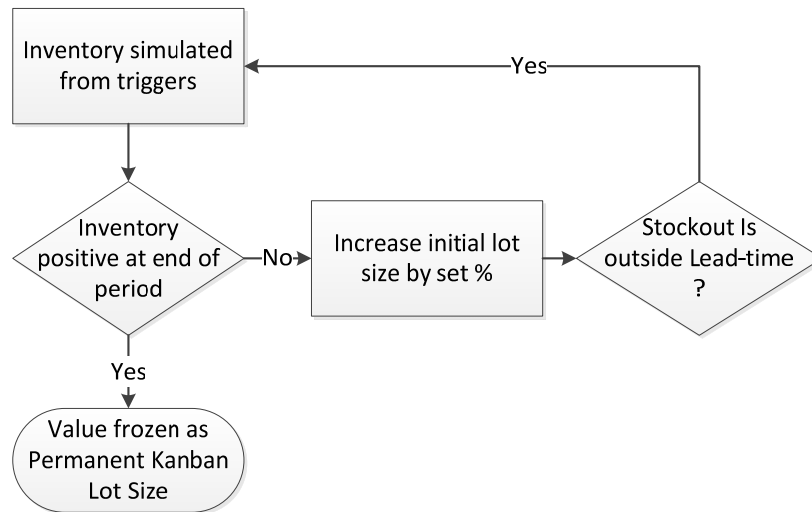 Inventory simulated
from triggers
Yes
Inventory
positive at end of
period
No
Increase initial lot
size by set %
Stockout Is
outside Lead-time
?
Yes
Value frozen as
Permanent Kanban
Lot Size